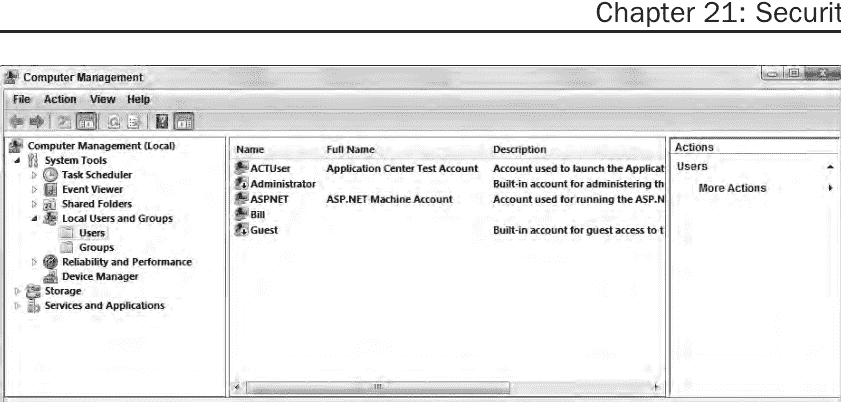 Chapter 21: Securit
Computer Management
File Action View Help
Computer Management (Local)
System Tools
Task Scheduler
Event Viewer
Shared Folders
Local Users and Groups
Users
Groups
Reliability and Performance
Device Manager
Storage
Services and Applications
Name Full Name Description
ACTUser Application Center Test Account Account used to launch the Applicat
Administrator Built-in account for administering th
ASPNET ASP.NET Machine Account Account used for running the ASP.N
Bill
Guest Built-in account for guest access to t
Actions
Users
More Actions